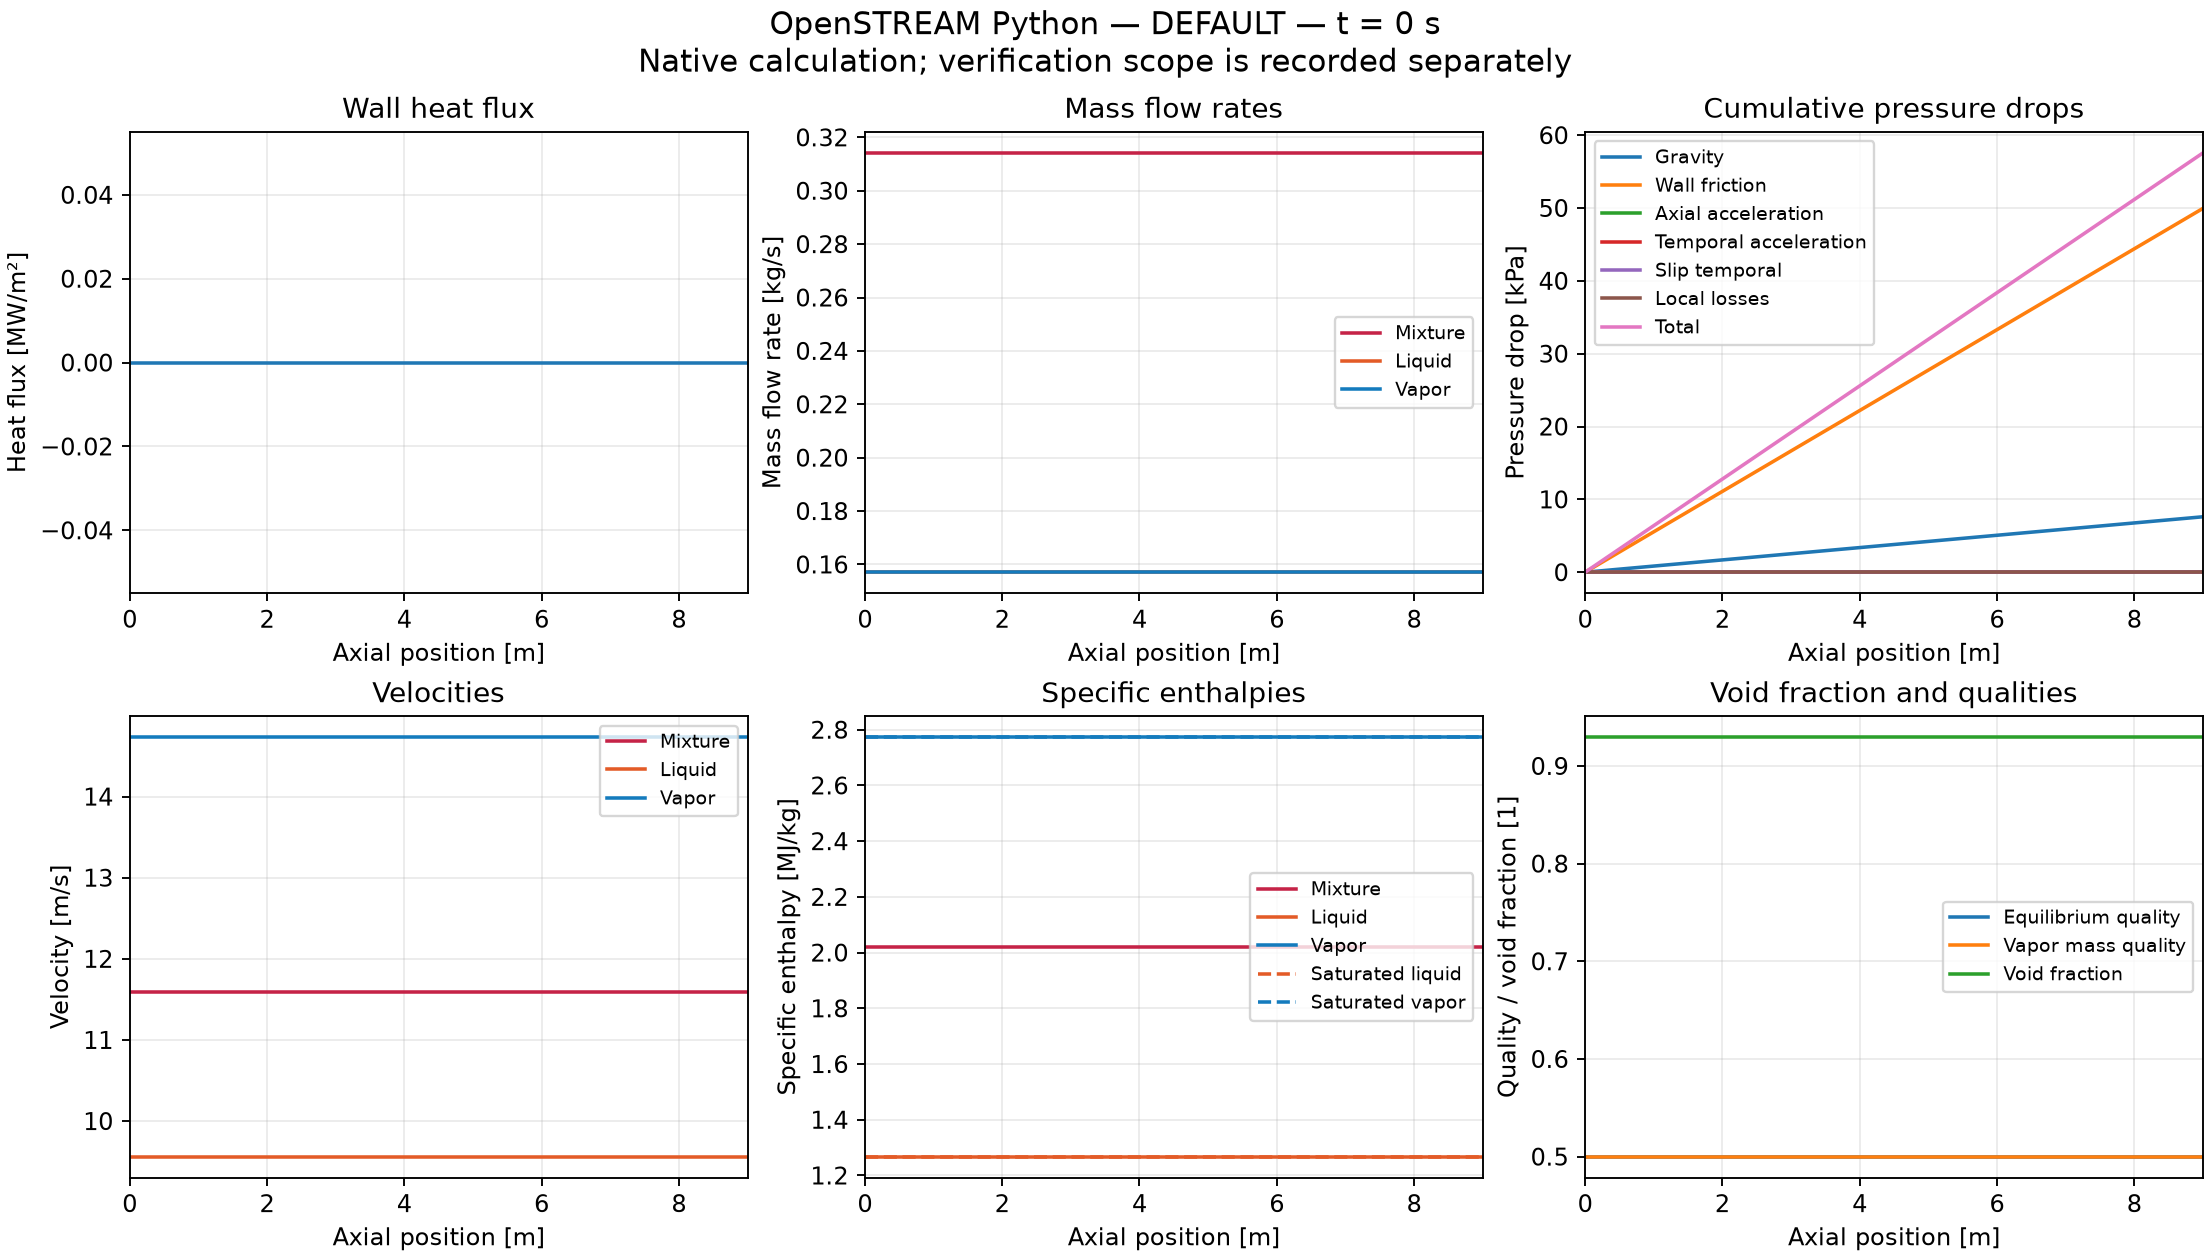 OpenSTREAM Python — DEFAULT — t = 0 s
Native calculation; verification scope is recorded separately
Wall heat flux
Heat flux [MW/m²]
0.04
0.02
0.00
−0.02
−0.04
0 2 4 6 8
Axial position [m]
Mass flow rates
Mass flow rate [kg/s]
0.32
0.30
0.28
0.26
0.24
0.22
0.20
0.18
0.16
Mixture
Liquid
Vapor
0 2 4 6 8
Axial position [m]
Cumulative pressure drops
Pressure drop [kPa]
60
50
40
30
20
10
0
Gravity
Wall friction
Axial acceleration
Temporal acceleration
Slip temporal
Local losses
Total
0 2 4 6 8
Axial position [m]
Velocities
Velocity [m/s]
14
13
12
11
10
Mixture
Liquid
Vapor
0 2 4 6 8
Axial position [m]
Specific enthalpies
Specific enthalpy [MJ/kg]
2.8
2.6
2.4
2.2
2.0
1.8
1.6
1.4
1.2
Mixture
Liquid
Vapor
Saturated liquid
Saturated vapor
0 2 4 6 8
Axial position [m]
Void fraction and qualities
Quality / void fraction [1]
0.9
0.8
0.7
0.6
0.5
Equilibrium quality
Vapor mass quality
Void fraction
0 2 4 6 8
Axial position [m]